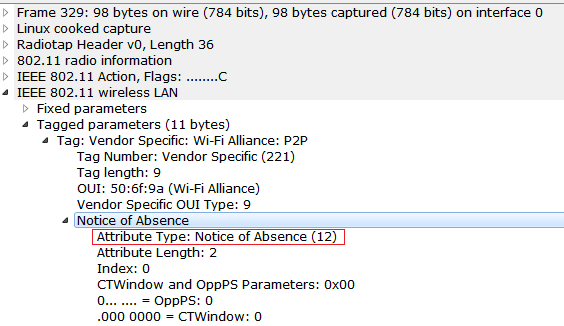 Frame 329: 98 bytes on wire (784 bits), 98 bytes captured (784 bits) on interface 0
Linux cooked capture
Radiotap Header v0, Length 36
802.11 radio information
IEEE 802.11 Action, Flags: ........C
IEEE 802.11 wireless LAN
Fixed parameters
Tagged parameters (11 bytes)
Tag: Vendor Specific: Wi-Fi Alliance: P2P
Tag Number: Vendor Specific (221)
Tag length: 9
OUI: 50:6f:9a (Wi-Fi Alliance)
Vendor Specific OUI Type: 9
Notice of Absence
Attribute Type: Notice of Absence (12)
Attribute Length: 2
Index: 0
CTWindow and OppPS Parameters: 0x00
0... .... = OppPS: 0
.000 0000 = CTWindow: 0